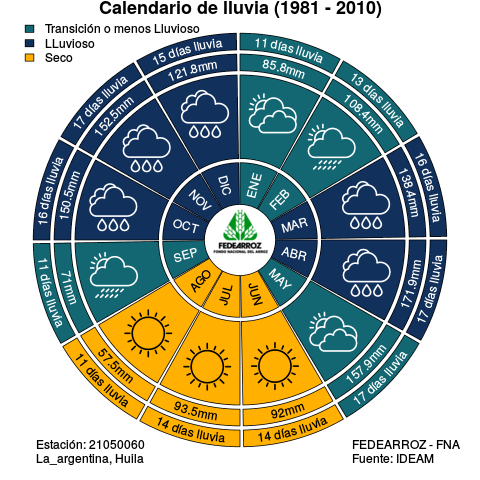 Calendario de lluvia (1981 - 2010)
Transición o menos Lluvioso
LLuvioso
Seco
11 días lluvia
85.8mm
ENE
13 días lluvia
108.4mm
FEB
16 días lluvia
138.4mm
MAR
17 días lluvia
171.9mm
ABR
17 días lluvia
157.9mm
MAY
14 días lluvia
92mm
JUN
14 días lluvia
93.5mm
JUL
11 días lluvia
57.5mm
AGO
11 días lluvia
71mm
SEP
16 días lluvia
150.5mm
OCT
17 días lluvia
152.5mm
NOV
15 días lluvia
121.8mm
DIC
FEDEARROZ
FONDO NACIONAL DEL ARROZ
Estación: 21050060
La_argentina, Huila
FEDEARROZ - FNA
Fuente: IDEAM